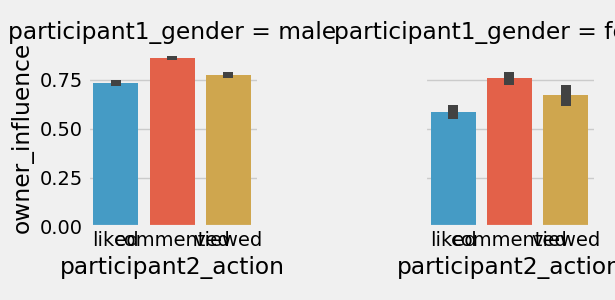 participant1_gender = male
participant1_gender = fe
owner_influence
0.75
0.50
0.25
0.00
liked commented viewed
liked commented viewed
participant2_action
participant2_action